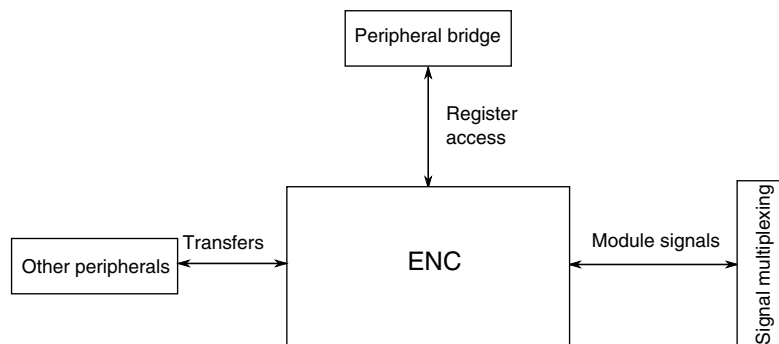 Peripheral bridge
Register
access
Transfers
Other peripherals
ENC
Module signals
Signal multiplexing